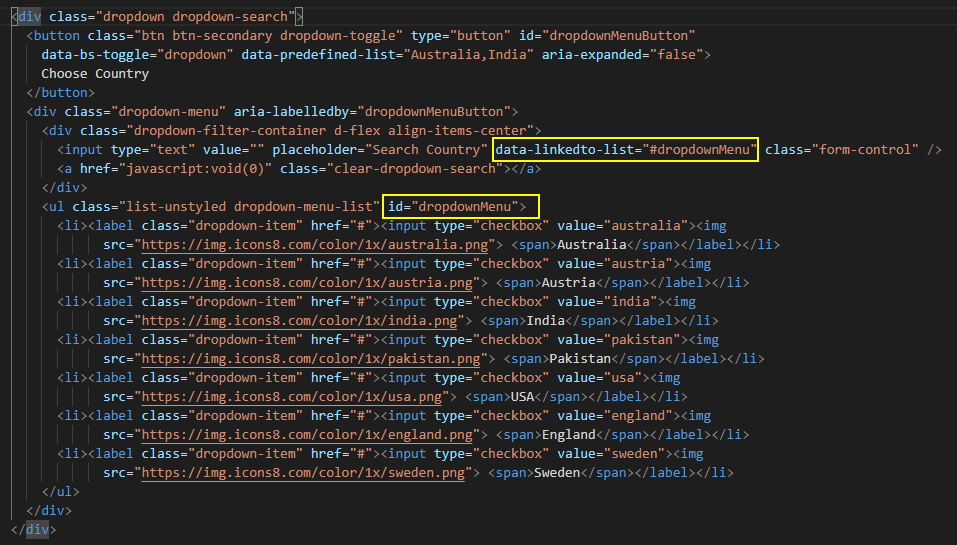 <div class="dropdown dropdown-search">
<button class="btn btn-secondary dropdown-toggle" type="button" id="dropdownMenuButton"
data-bs-toggle="dropdown" data-predefined-list="Australia,India" aria-expanded="false">
Choose Country
</button>
<div class="dropdown-menu" aria-labelledby="dropdownMenuButton">
<div class="dropdown-filter-container d-flex align-items-center">
<input type="text" value="" placeholder="Search Country" data-linkedto-list="#dropdownMenu" class="form-control" />
<a href="javascript:void(0)" class="clear-dropdown-search"></a>
</div>
<ul class="list-unstyled dropdown-menu-list" id="dropdownMenu">
<li><label class="dropdown-item" href="#"><input type="checkbox" value="australia"><img
src="https://img.icons8.com/color/1x/australia.png"> <span>Australia</span></label></li>
<li><label class="dropdown-item" href="#"><input type="checkbox" value="austria"><img
src="https://img.icons8.com/color/1x/austria.png"> <span>Austria</span></label></li>
<li><label class="dropdown-item" href="#"><input type="checkbox" value="india"><img
src="https://img.icons8.com/color/1x/india.png"> <span>India</span></label></li>
<li><label class="dropdown-item" href="#"><input type="checkbox" value="pakistan"><img
src="https://img.icons8.com/color/1x/pakistan.png"> <span>Pakistan</span></label></li>
<li><label class="dropdown-item" href="#"><input type="checkbox" value="usa"><img
src="https://img.icons8.com/color/1x/usa.png"> <span>USA</span></label></li>
<li><label class="dropdown-item" href="#"><input type="checkbox" value="england"><img
src="https://img.icons8.com/color/1x/england.png"> <span>England</span></label></li>
<li><label class="dropdown-item" href="#"><input type="checkbox" value="sweden"><img
src="https://img.icons8.com/color/1x/sweden.png"> <span>Sweden</span></label></li>
</ul>
</div>
</div>